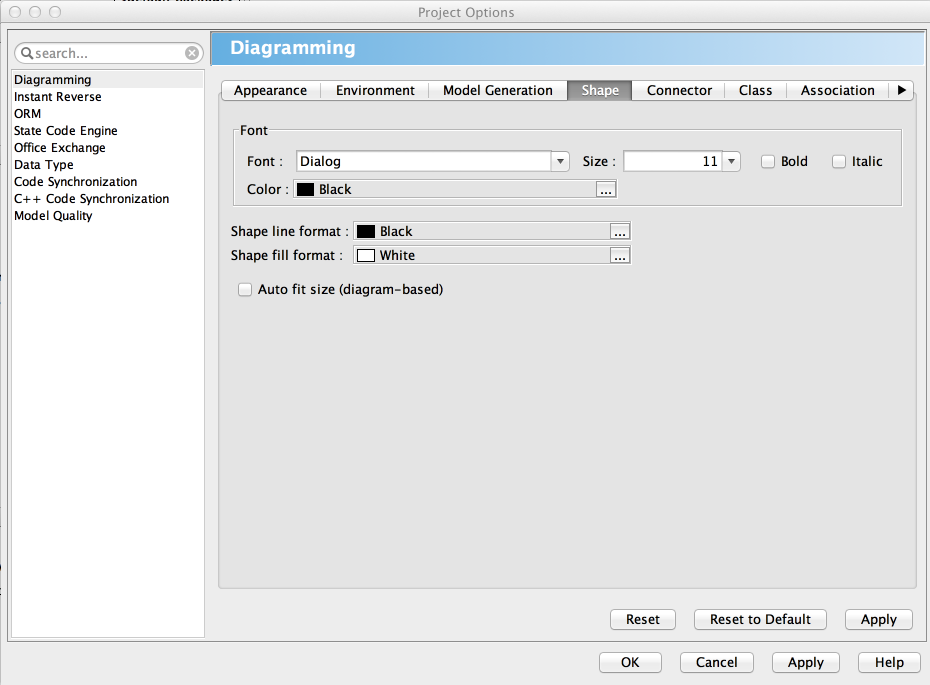 Project Options
search...
Diagramming
Diagramming
Instant Reverse
ORM
State Code Engine
Office Exchange
Data Type
Code Synchronization
C++ Code Synchronization
Model Quality
Appearance Environment Model Generation Shape Connector Class Association
Font
Font : Dialog Size : 11 Bold Italic
Color : Black ...
Shape line format : Black ...
Shape fill format : White ...
Auto fit size (diagram-based)
Reset Reset to Default Apply
OK Cancel Apply Help